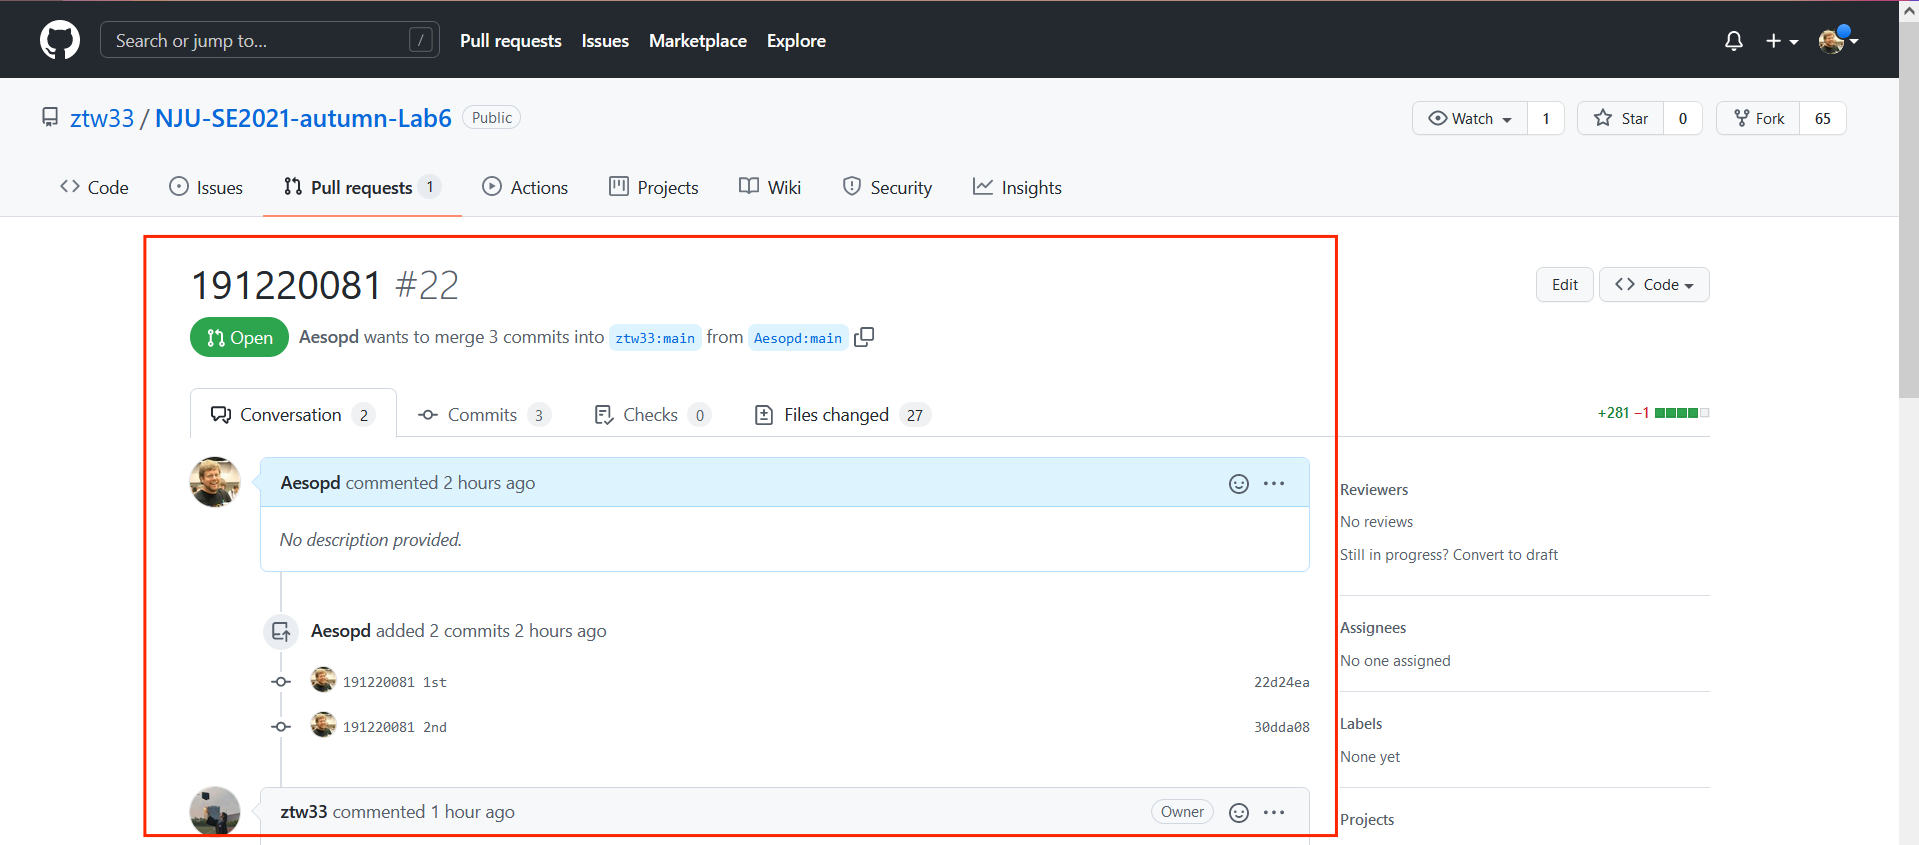 Search or jump to... /
Pull requests Issues Marketplace Explore
ztw33 / NJU-SE2021-autumn-Lab6 Public
Watch 1 Star 0 Fork 65
Code Issues Pull requests 1 Actions Projects Wiki Security Insights
191220081 #22
Edit Code
Open Aesopd wants to merge 3 commits into ztw33:main from Aesopd:main
Conversation 2 Commits 3 Checks 0 Files changed 27
+281 −1
Aesopd commented 2 hours ago
No description provided.
Aesopd added 2 commits 2 hours ago
191220081 1st 22d24ea
191220081 2nd 30dda08
ztw33 commented 1 hour ago Owner
Reviewers
No reviews
Still in progress? Convert to draft
Assignees
No one assigned
Labels
None yet
Projects